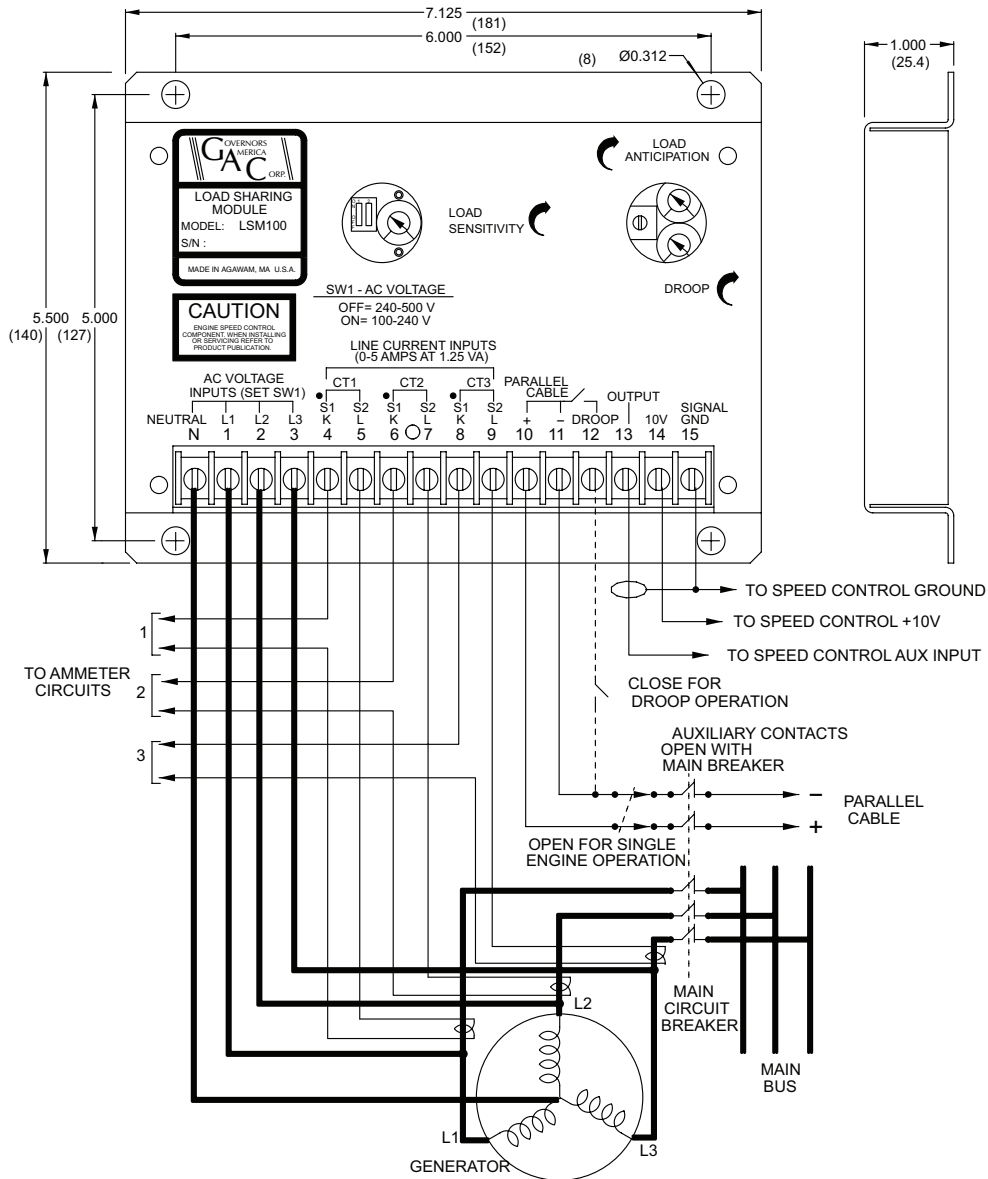 7.125
(181)
6.000
(152)
(8) Ø0.312
1.000
(25.4)
5.500
(140)
5.000
(127)
GOVERNORS
AMERICA
CORP.
LOAD SHARING
MODULE
MODEL: LSM100
S/N :
MADE IN AGAWAM, MA U.S.A.
CAUTION
ENGINE SPEED CONTROL
COMPONENT. WHEN INSTALLING
OR SERVICING REFER TO
PRODUCT PUBLICATION.
LOAD
SENSITIVITY
LOAD
ANTICIPATION
DROOP
SW1 - AC VOLTAGE
OFF= 240-500 V
ON= 100-240 V
LINE CURRENT INPUTS
(0-5 AMPS AT 1.25 VA)
AC VOLTAGE
INPUTS (SET SW1)
CT1 CT2 CT3
PARALLEL
CABLE
OUTPUT
NEUTRAL L1 L2 L3
S1 S2 S1 S2 S1 S2
K L K L K L
+ − DROOP 10V
SIGNAL
GND
N 1 2 3 4 5 6 7 8 9 10 11 12 13 14 15
TO SPEED CONTROL GROUND
TO SPEED CONTROL +10V
TO SPEED CONTROL AUX INPUT
1
TO AMMETER
CIRCUITS
2
3
CLOSE FOR
DROOP OPERATION
AUXILIARY CONTACTS
OPEN WITH
MAIN BREAKER
−
+
PARALLEL
CABLE
OPEN FOR SINGLE
ENGINE OPERATION
MAIN
CIRCUIT
BREAKER
MAIN
BUS
L2
L1
L3
GENERATOR